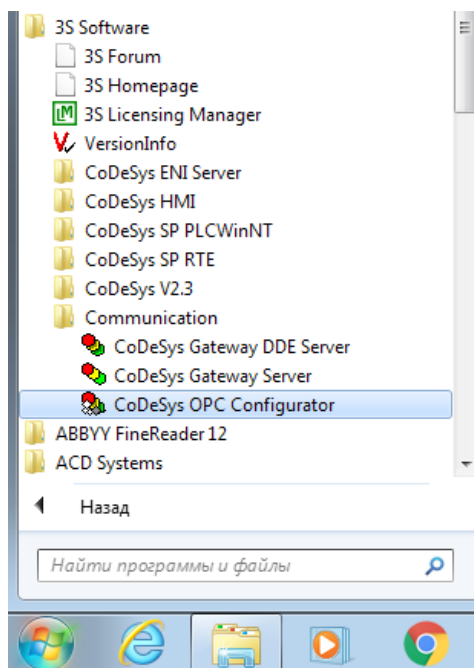 3S Software
3S Forum
3S Homepage
3S Licensing Manager
VersionInfo
CoDeSys ENI Server
CoDeSys HMI
CoDeSys SP PLCWinNT
CoDeSys SP RTE
CoDeSys V2.3
Communication
CoDeSys Gateway DDE Server
CoDeSys Gateway Server
CoDeSys OPC Configurator
ABBYY FineReader 12
ACD Systems
Назад
Найти программы и файлы